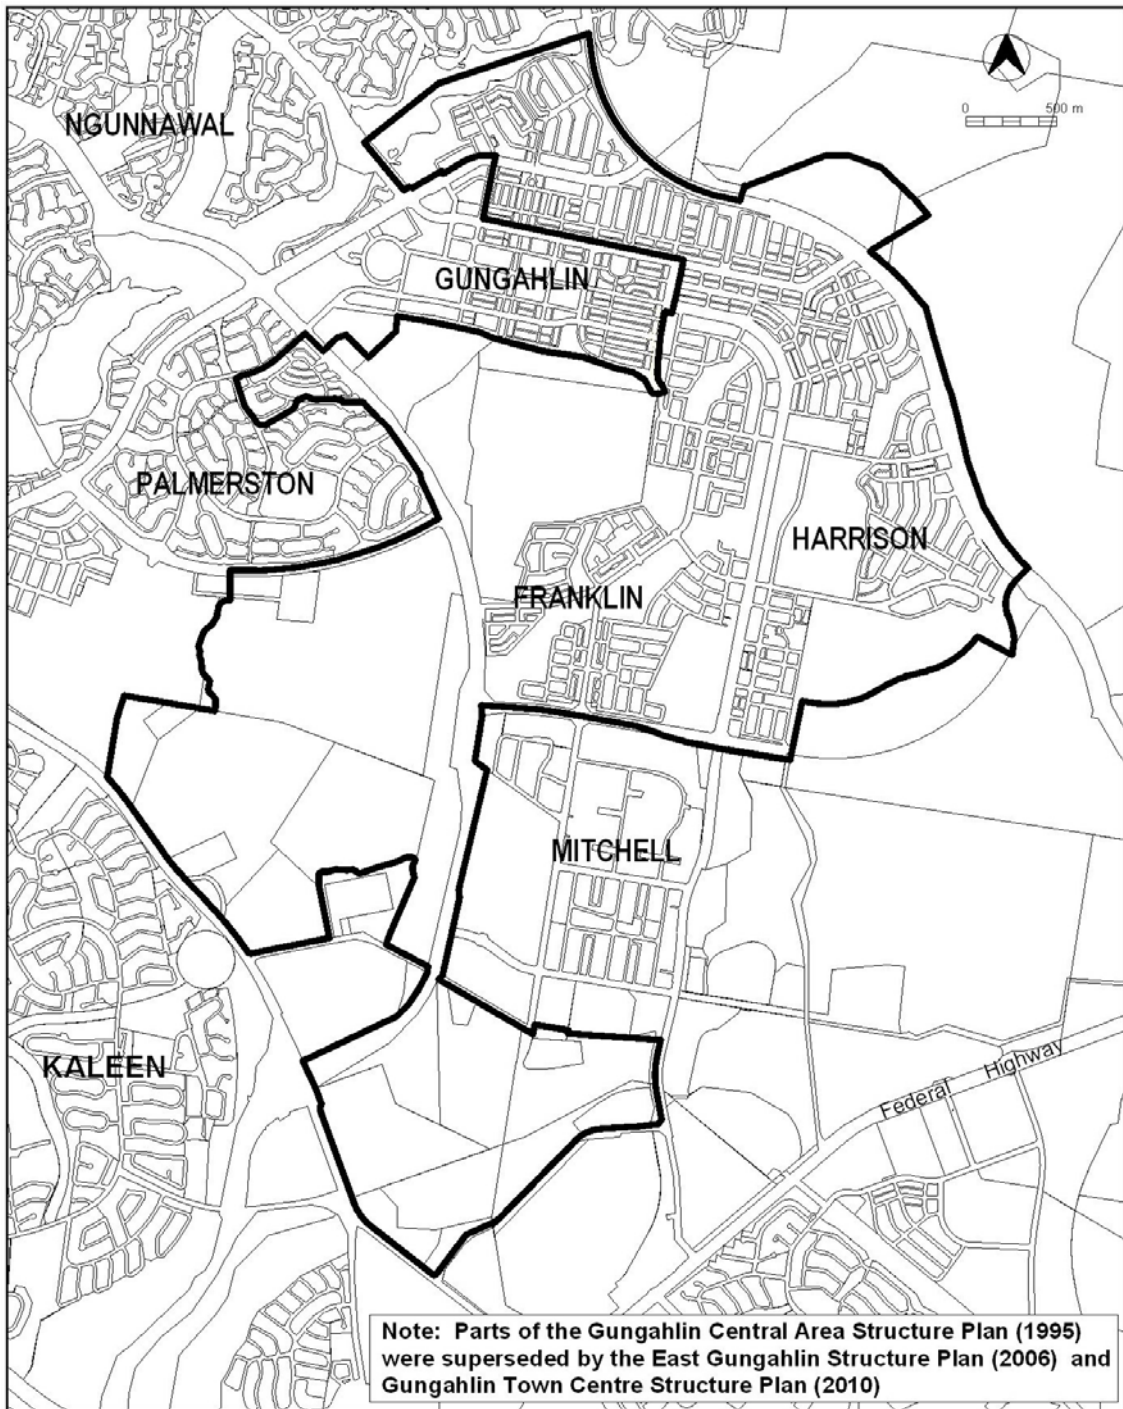 NGUNNAWAL
0 500 m
GUNGAHLIN
PALMERSTON
HARRISON
FRANKLIN
MITCHELL
KALEEN
Federal Highway
Note: Parts of the Gungahlin Central Area Structure Plan (1995)
were superseded by the East Gungahlin Structure Plan (2006) and
Gungahlin Town Centre Structure Plan (2010)